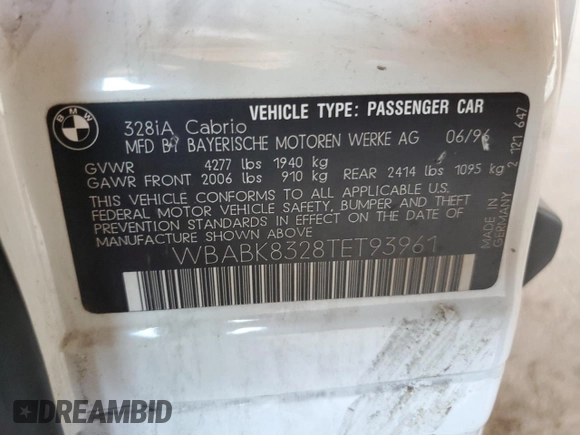 BMW
VEHICLE TYPE: PASSENGER CAR
328iA Cabrio
MFD BY BAYERISCHE MOTOREN WERKE AG 06/96
GVWR 4277 lbs 1940 kg
GAWR FRONT 2006 lbs 910 kg REAR 2414 lbs 1095 kg
THIS VEHICLE CONFORMS TO ALL APPLICABLE U.S.
FEDERAL MOTOR VEHICLE SAFETY, BUMPER AND THEFT
PREVENTION STANDARDS IN EFFECT ON THE DATE OF
MANUFACTURE SHOWN ABOVE.
WBABK8328TET93961
MADE IN
GERMANY
2 121 647
DREAMBID